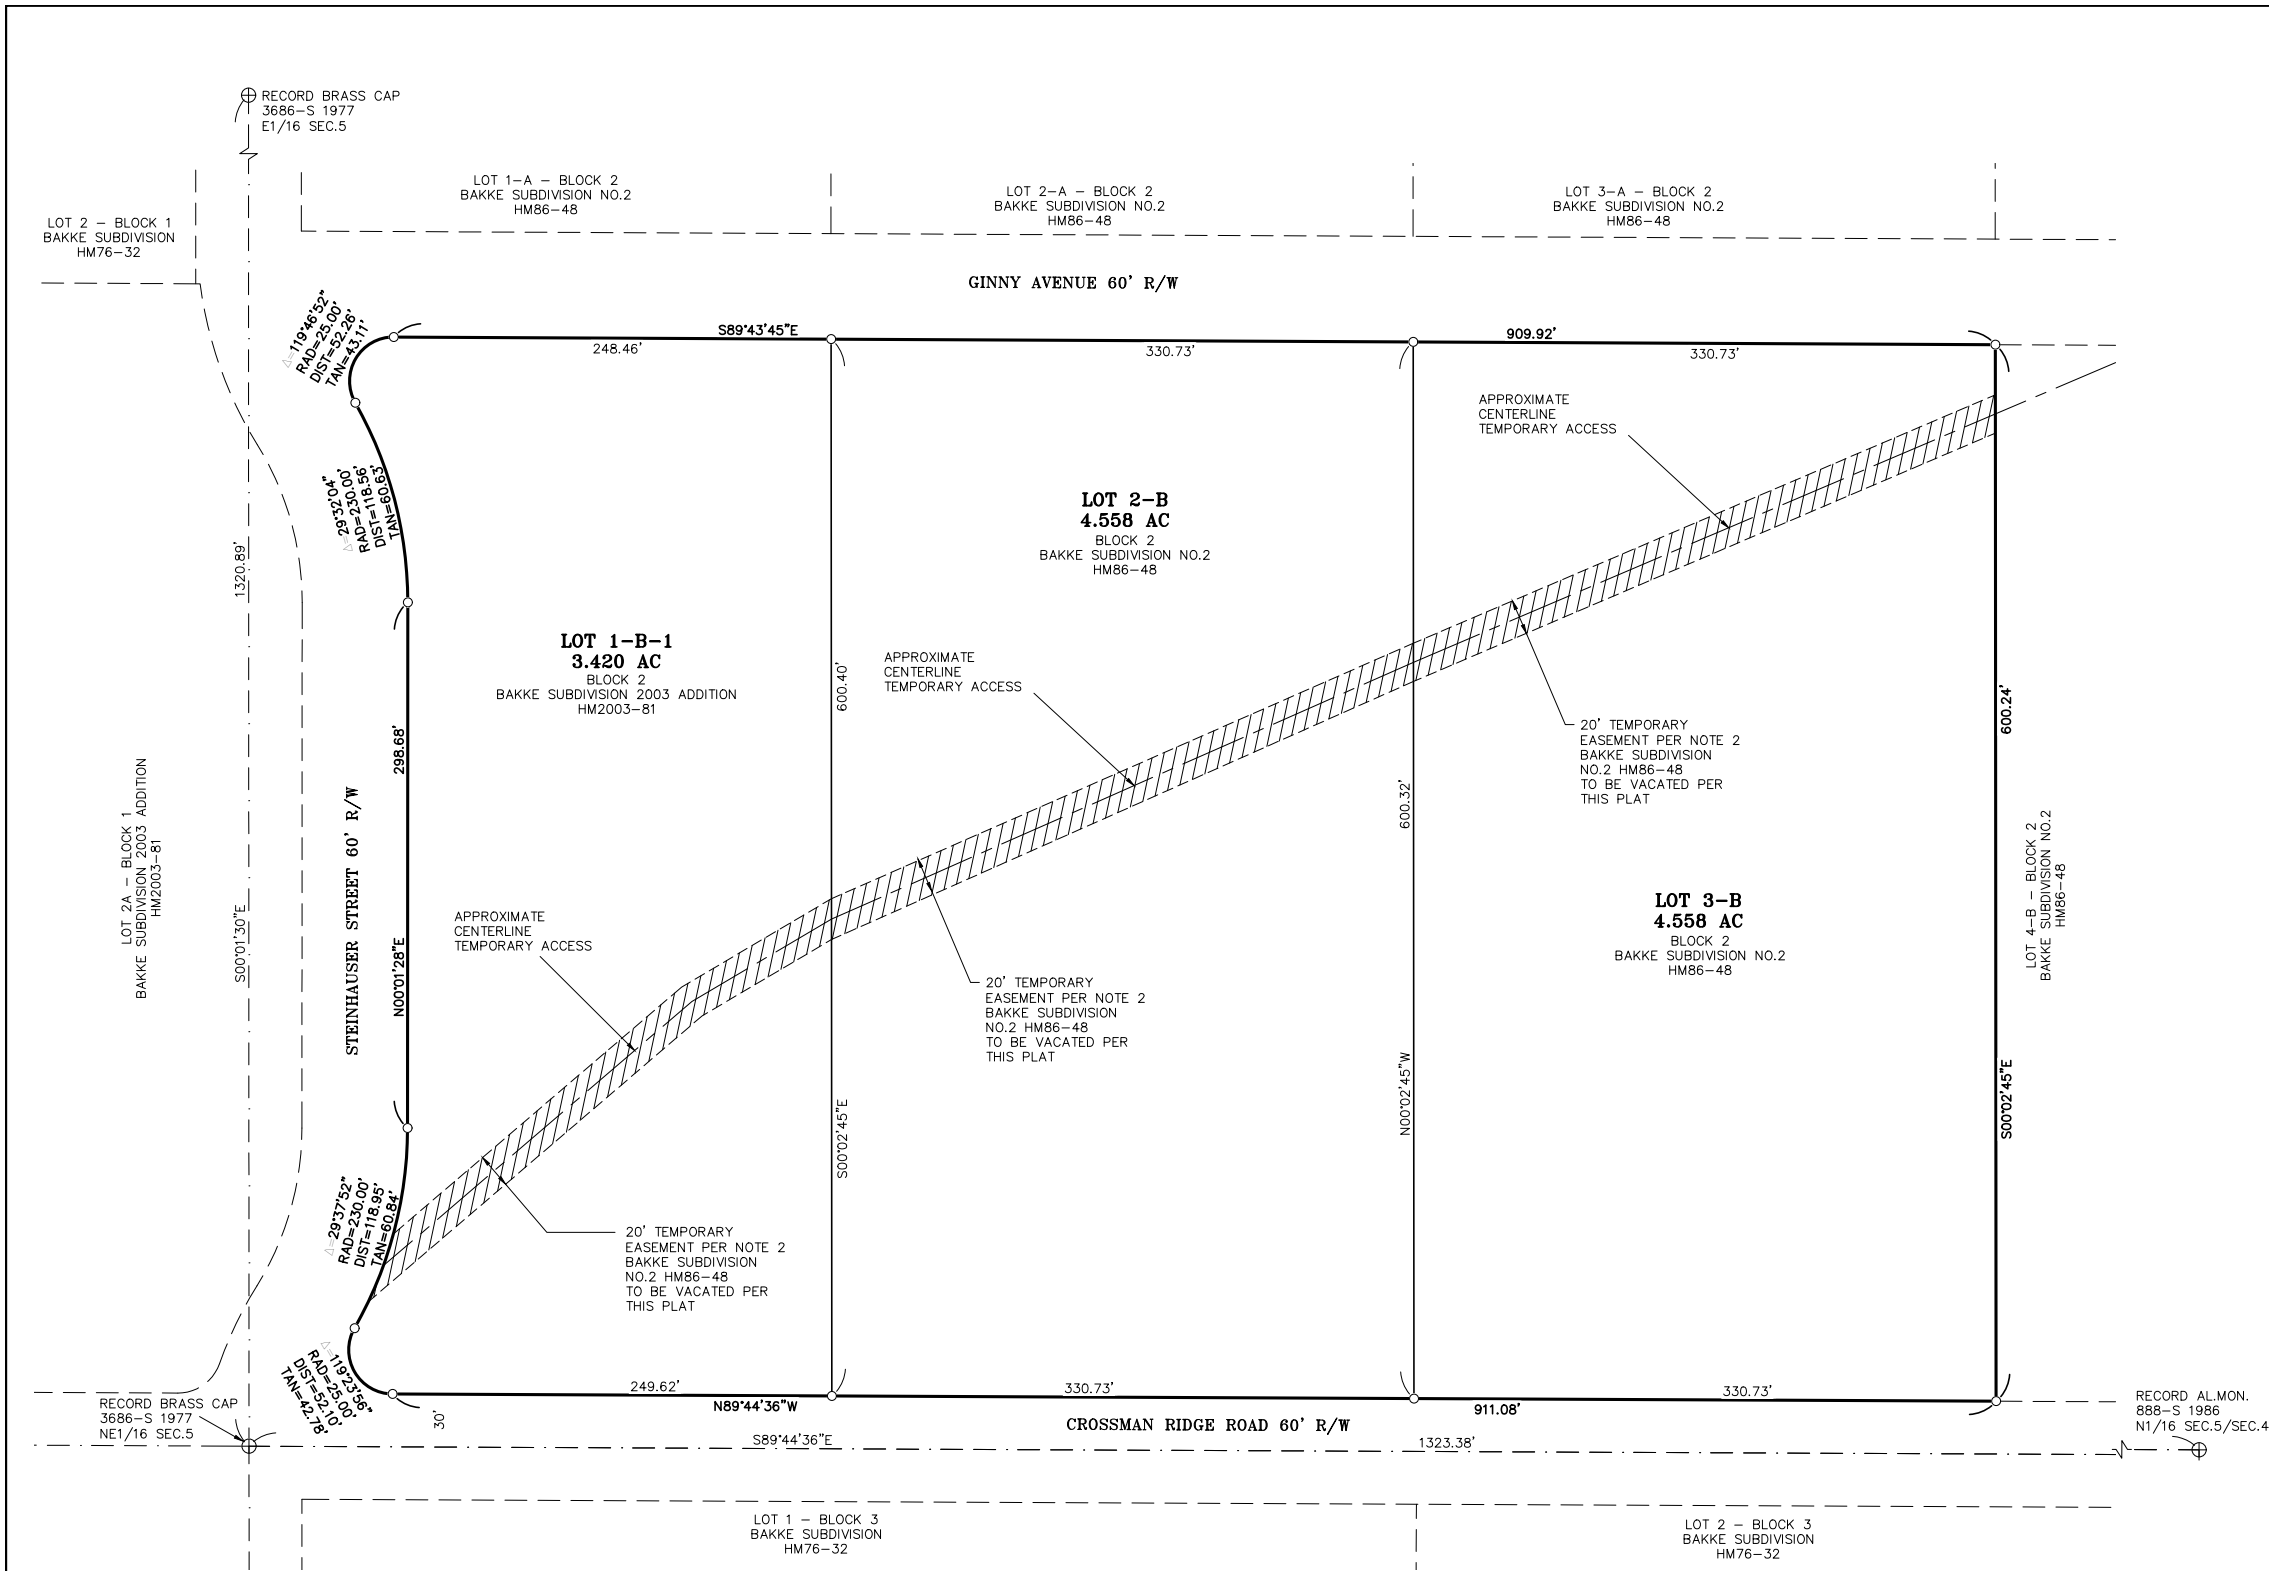 RECORD BRASS CAP
3686-S 1977
E1/16 SEC.5
LOT 2 - BLOCK 1
BAKKE SUBDIVISION
HM76-32
LOT 1-A - BLOCK 2
BAKKE SUBDIVISION NO.2
HM86-48
LOT 2-A - BLOCK 2
BAKKE SUBDIVISION NO.2
HM86-48
LOT 3-A - BLOCK 2
BAKKE SUBDIVISION NO.2
HM86-48
GINNY AVENUE 60' R/W
△=119°46'52"
RAD=25.00'
DIST=52.26'
TAN=43.11'
S89°43'45"E
909.92'
248.46'
330.73'
330.73'
APPROXIMATE
CENTERLINE
TEMPORARY ACCESS
△=29°32'04"
RAD=230.00'
DIST=118.56'
TAN=60.63'
LOT 2-B
4.558 AC
BLOCK 2
BAKKE SUBDIVISION NO.2
HM86-48
1320.89'
S00°01'30"E
LOT 1-B-1
3.420 AC
BLOCK 2
BAKKE SUBDIVISION 2003 ADDITION
HM2003-81
APPROXIMATE
CENTERLINE
TEMPORARY ACCESS
600.40'
S00°02'45"E
298.68'
N00°01'28"E
STEINHAUSER STREET 60' R/W
LOT 2A - BLOCK 1
BAKKE SUBDIVISION 2003 ADDITION
HM2003-81
20' TEMPORARY
EASEMENT PER NOTE 2
BAKKE SUBDIVISION
NO.2 HM86-48
TO BE VACATED PER
THIS PLAT
600.32'
N00°02'45"W
600.24'
S00°02'45"E
LOT 4-B - BLOCK 2
BAKKE SUBDIVISION NO.2
HM86-48
LOT 3-B
4.558 AC
BLOCK 2
BAKKE SUBDIVISION NO.2
HM86-48
APPROXIMATE
CENTERLINE
TEMPORARY ACCESS
20' TEMPORARY
EASEMENT PER NOTE 2
BAKKE SUBDIVISION
NO.2 HM86-48
TO BE VACATED PER
THIS PLAT
△=29°37'52"
RAD=230.00'
DIST=118.95'
TAN=60.84'
20' TEMPORARY
EASEMENT PER NOTE 2
BAKKE SUBDIVISION
NO.2 HM86-48
TO BE VACATED PER
THIS PLAT
△=119°23'56"
RAD=25.00'
DIST=52.10'
TAN=42.78'
249.62'
330.73'
330.73'
N89°44'36"W
911.08'
RECORD BRASS CAP
3686-S 1977
NE1/16 SEC.5
30'
CROSSMAN RIDGE ROAD 60' R/W
S89°44'36"E
1323.38'
RECORD AL.MON.
888-S 1986
N1/16 SEC.5/SEC.4
LOT 1 - BLOCK 3
BAKKE SUBDIVISION
HM76-32
LOT 2 - BLOCK 3
BAKKE SUBDIVISION
HM76-32